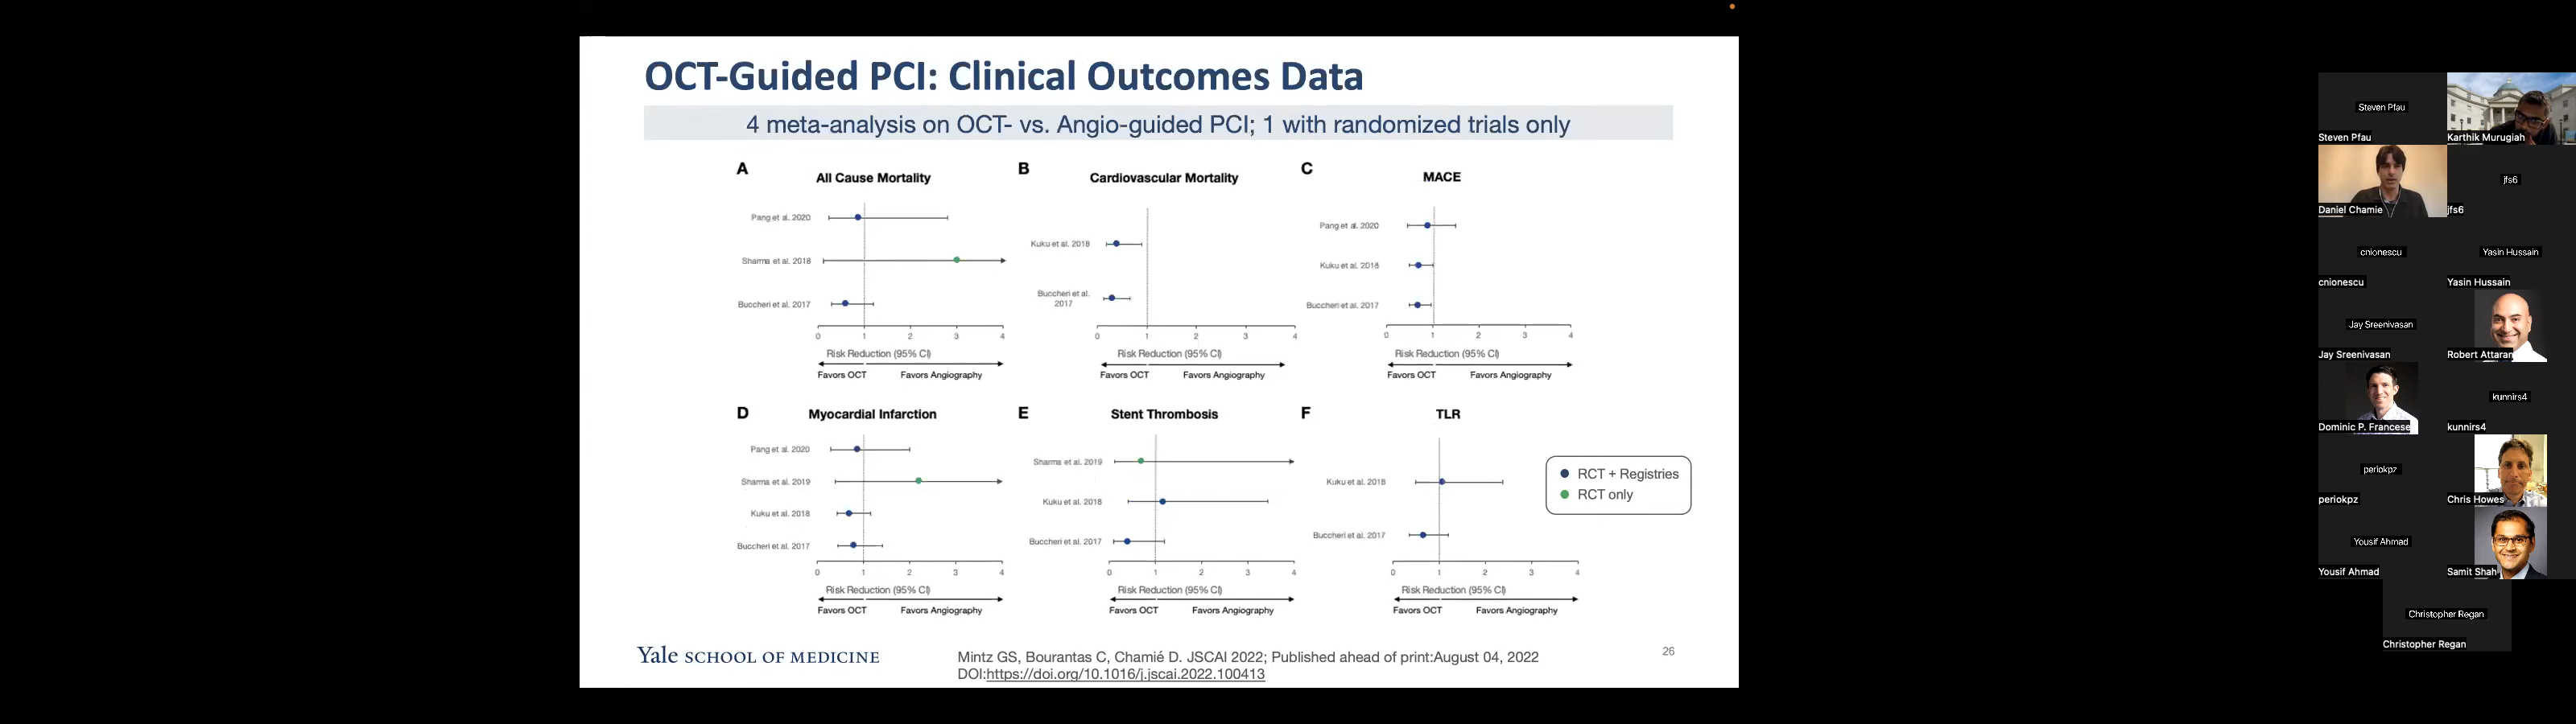 OCT-Guided PCI: Clinical Outcomes Data
4 meta-analysis on OCT- vs. Angio-guided PCI; 1 with randomized trials only
A
All Cause Mortality
Pang et al. 2020
Sharma et al. 2018
Buccheri et al. 2017
0 1 2 3 4
Risk Reduction (95% CI)
Favors OCT Favors Angiography
B
Cardiovascular Mortality
Kuku et al. 2018
Buccheri et al.
2017
0 1 2 3 4
Risk Reduction (95% CI)
Favors OCT Favors Angiography
C
MACE
Pang et al. 2020
Kuku et al. 2018
Buccheri et al. 2017
0 1 2 3 4
Risk Reduction (95% CI)
Favors OCT Favors Angiography
D
Myocardial Infarction
Pang et al. 2020
Sharma et al. 2019
Kuku et al. 2018
Buccheri et al. 2017
0 1 2 3 4
Risk Reduction (95% CI)
Favors OCT Favors Angiography
E
Stent Thrombosis
Sharma et al. 2019
Kuku et al. 2018
Buccheri et al. 2017
0 1 2 3 4
Risk Reduction (95% CI)
Favors OCT Favors Angiography
F
TLR
Kuku et al. 2018
Buccheri et al. 2017
0 1 2 3 4
Risk Reduction (95% CI)
Favors OCT Favors Angiography
RCT + Registries
RCT only
Yale SCHOOL OF MEDICINE
Mintz GS, Bourantas C, Chamié D. JSCAI 2022; Published ahead of print:August 04, 2022
DOI:https://doi.org/10.1016/j.jscai.2022.100413
26
Steven Pfau
Steven Pfau
Karthik Murugiah
Daniel Chamie
jfs6
jfs6
cnionescu
cnionescu
Yasin Hussain
Yasin Hussain
Jay Sreenivasan
Jay Sreenivasan
Robert Attaran
Dominic P. Francese
kunnirs4
kunnirs4
periokpz
periokpz
Chris Howes
Yousif Ahmad
Yousif Ahmad
Samit Shah
Christopher Regan
Christopher Regan